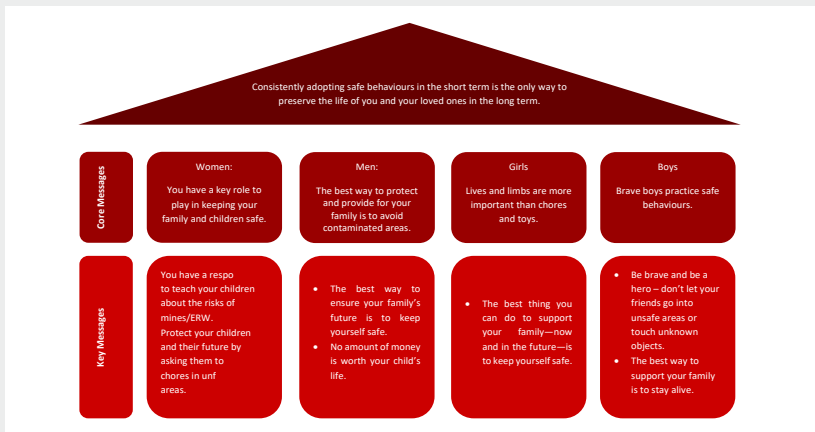 Consistently adopting safe behaviours in the short term is the only way to
preserve the life of you and your loved ones in the long term.
Core Messages
Women:
You have a key role to
play in keeping your
family and children safe.
Men:
The best way to protect
and provide for your
family is to avoid
contaminated areas.
Girls
Lives and limbs are more
important than chores
and toys.
Boys
Brave boys practice safe
behaviours.
Key Messages
You have a respo
to teach your children
about the risks of
mines/ERW.
Protect your children
and their future by
asking them to
chores in unf
areas.
• The best way to
ensure your family's
future is to keep
yourself safe.
• No amount of money
is worth your child's
life.
• The best thing you
can do to support
your family—now
and in the future—is
to keep yourself safe.
• Be brave and be a
hero – don't let your
friends go into
unsafe areas or
touch unknown
objects.
• The best way to
support your family
is to stay alive.